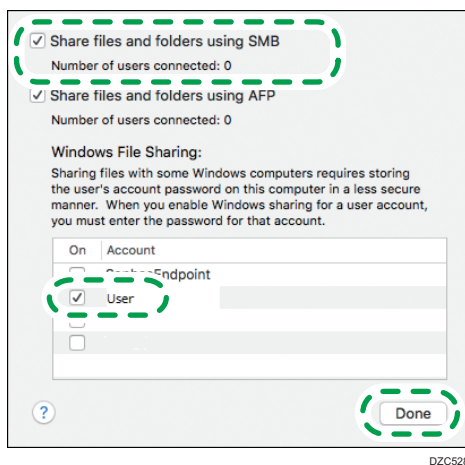 Share files and folders using SMB
Number of users connected: 0
Share files and folders using AFP
Number of users connected: 0
Windows File Sharing:
Sharing files with some Windows computers requires storing
the user's account password on this computer in a less secure
manner. When you enable Windows sharing for a user account,
you must enter the password for that account.
On Account
SophosEndpoint
User
? Done
DZC528